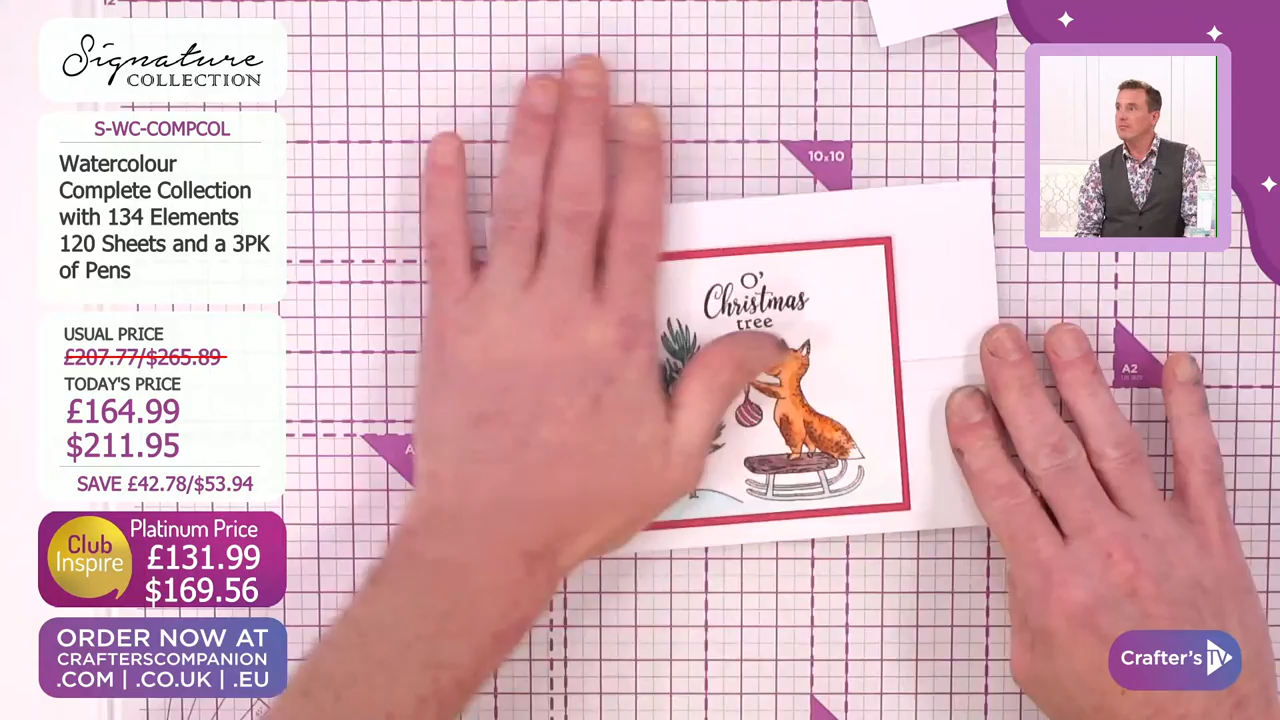 Signature
COLLECTION
S-WC-COMPCOL
Watercolour
Complete Collection
with 134 Elements
120 Sheets and a 3PK
of Pens
USUAL PRICE
£207.77/$265.89
TODAY'S PRICE
£164.99
$211.95
SAVE £42.78/$53.94
Club
Inspire
Platinum Price
£131.99
$169.56
ORDER NOW AT
CRAFTERSCOMPANION
.COM | .CO.UK | .EU
10x10
O'
Christmas
tree
A2
Crafter's TV